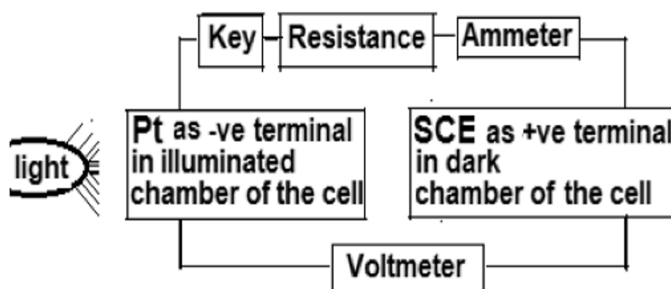 Key
Resistance
Ammeter
light
Pt as -ve terminal
in illuminated
chamber of the cell
SCE as +ve terminal
in dark
chamber of the cell
Voltmeter